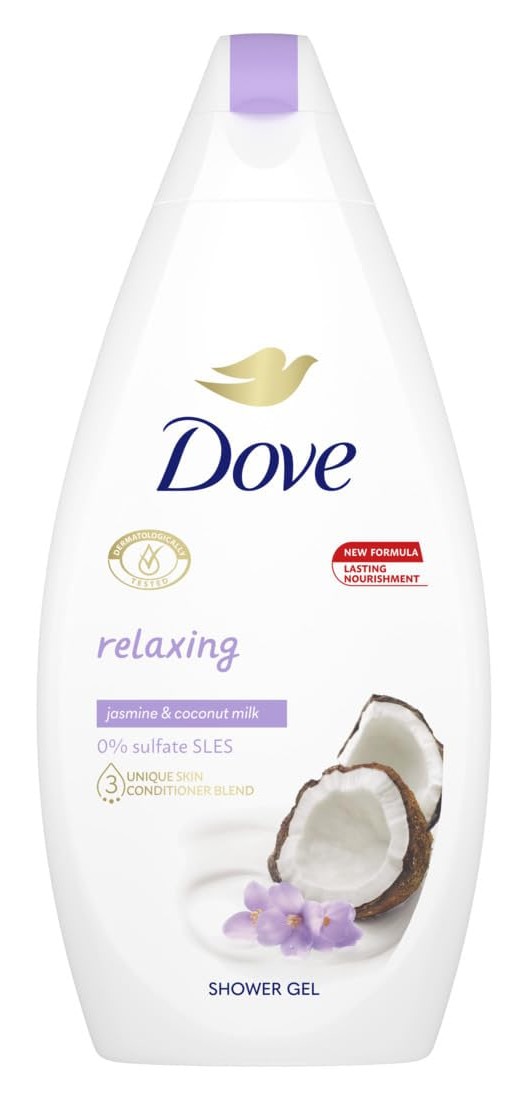 Dove
DERMATOLOGICALLY
TESTED
NEW FORMULA
LASTING
NOURISHMENT
relaxing
jasmine & coconut milk
0% sulfate SLES
3 UNIQUE SKIN
CONDITIONER BLEND
SHOWER GEL